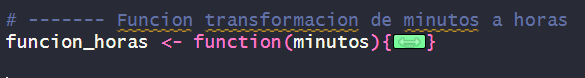 # ------- Funcion transformacion de minutos a horas
funcion_horas <- function(minutos){}